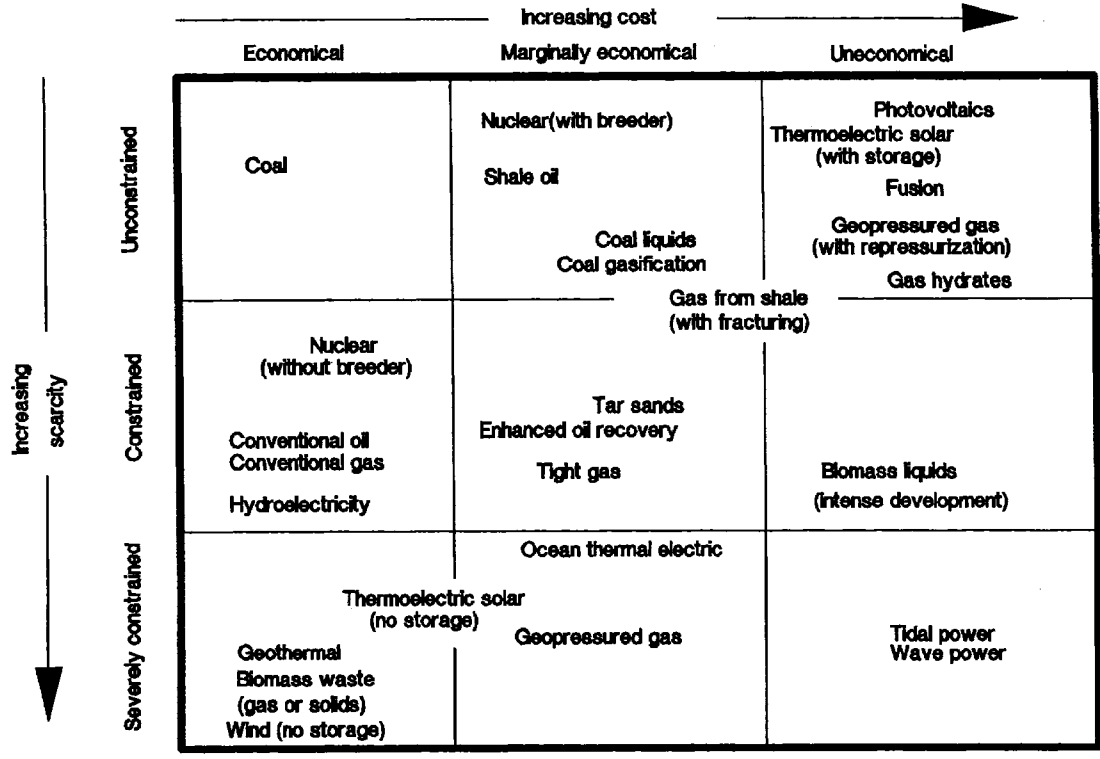 Increasing cost
Economical
Marginally economical
Uneconomical
Increasing
scarcity
Unconstrained
Coal
Nuclear(with breeder)
Shale oil
Coal liquids
Coal gasification
Photovoltaics
Thermoelectric solar
(with storage)
Fusion
Geopressured gas
(with repressurization)
Gas hydrates
Gas from shale
(with fracturing)
Constrained
Nuclear
(without breeder)
Conventional oil
Conventional gas
Hydroelectricity
Tar sands
Enhanced oil recovery
Tight gas
Biomass liquids
(intense development)
Severely constrained
Ocean thermal electric
Thermoelectric solar
(no storage)
Geopressured gas
Geothermal
Biomass waste
(gas or solids)
Wind (no storage)
Tidal power
Wave power